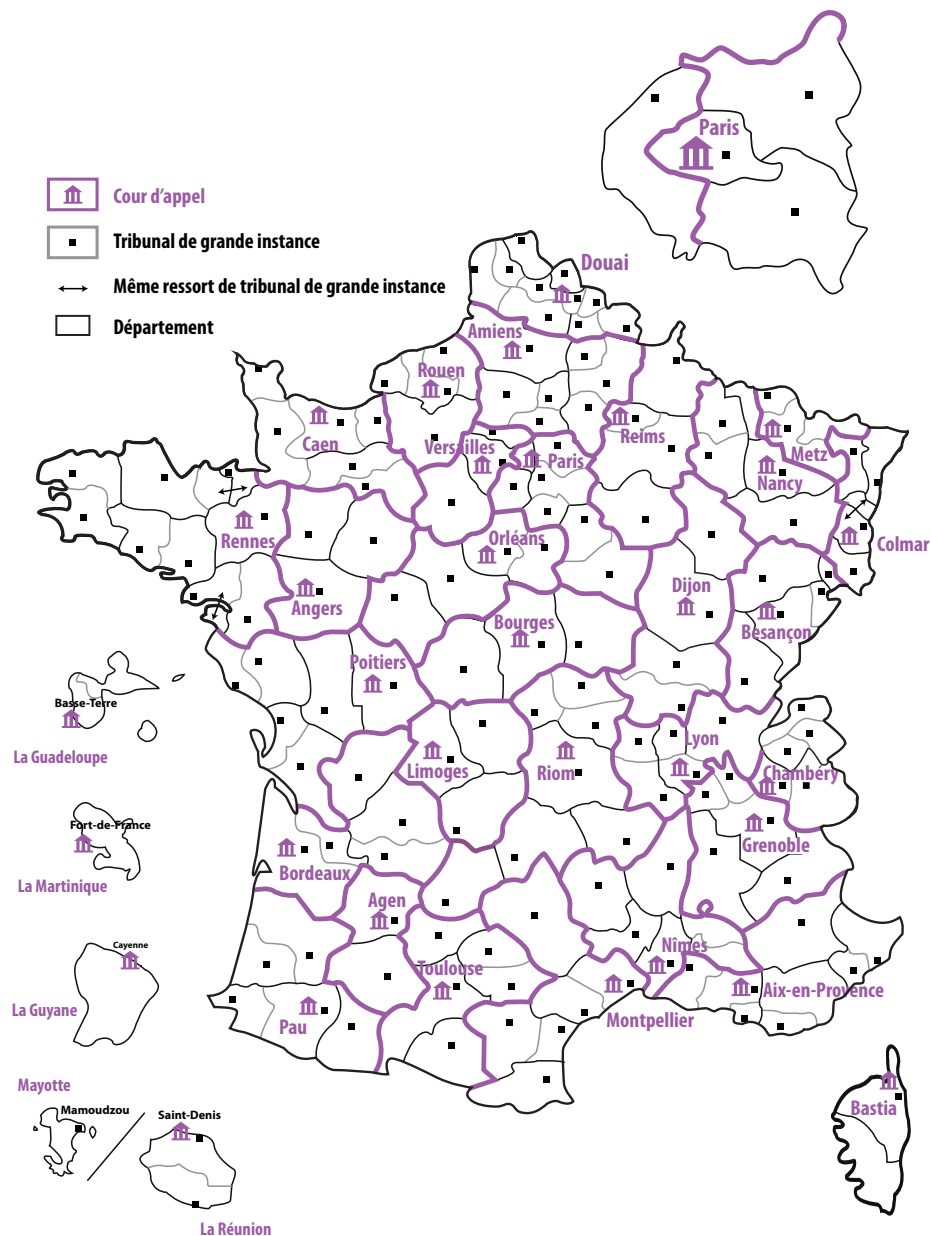 Paris
Cour d'appel
Tribunal de grande instance
Même ressort de tribunal de grande instance
Département
Douai
Amiens
Rouen
Caen
Versailles
Paris
Reims
Metz
Nancy
Rennes
Orléans
Colmar
Angers
Dijon
Bourges
Besançon
Poitiers
Basse-Terre
La Guadeloupe
Limoges
Riom
Lyon
Chambéry
Fort-de-France
La Martinique
Bordeaux
Grenoble
Agen
Cayenne
La Guyane
Toulouse
Nîmes
Aix-en-Provence
Pau
Montpellier
Mayotte
Mamoudzou
Saint-Denis
La Réunion
Bastia